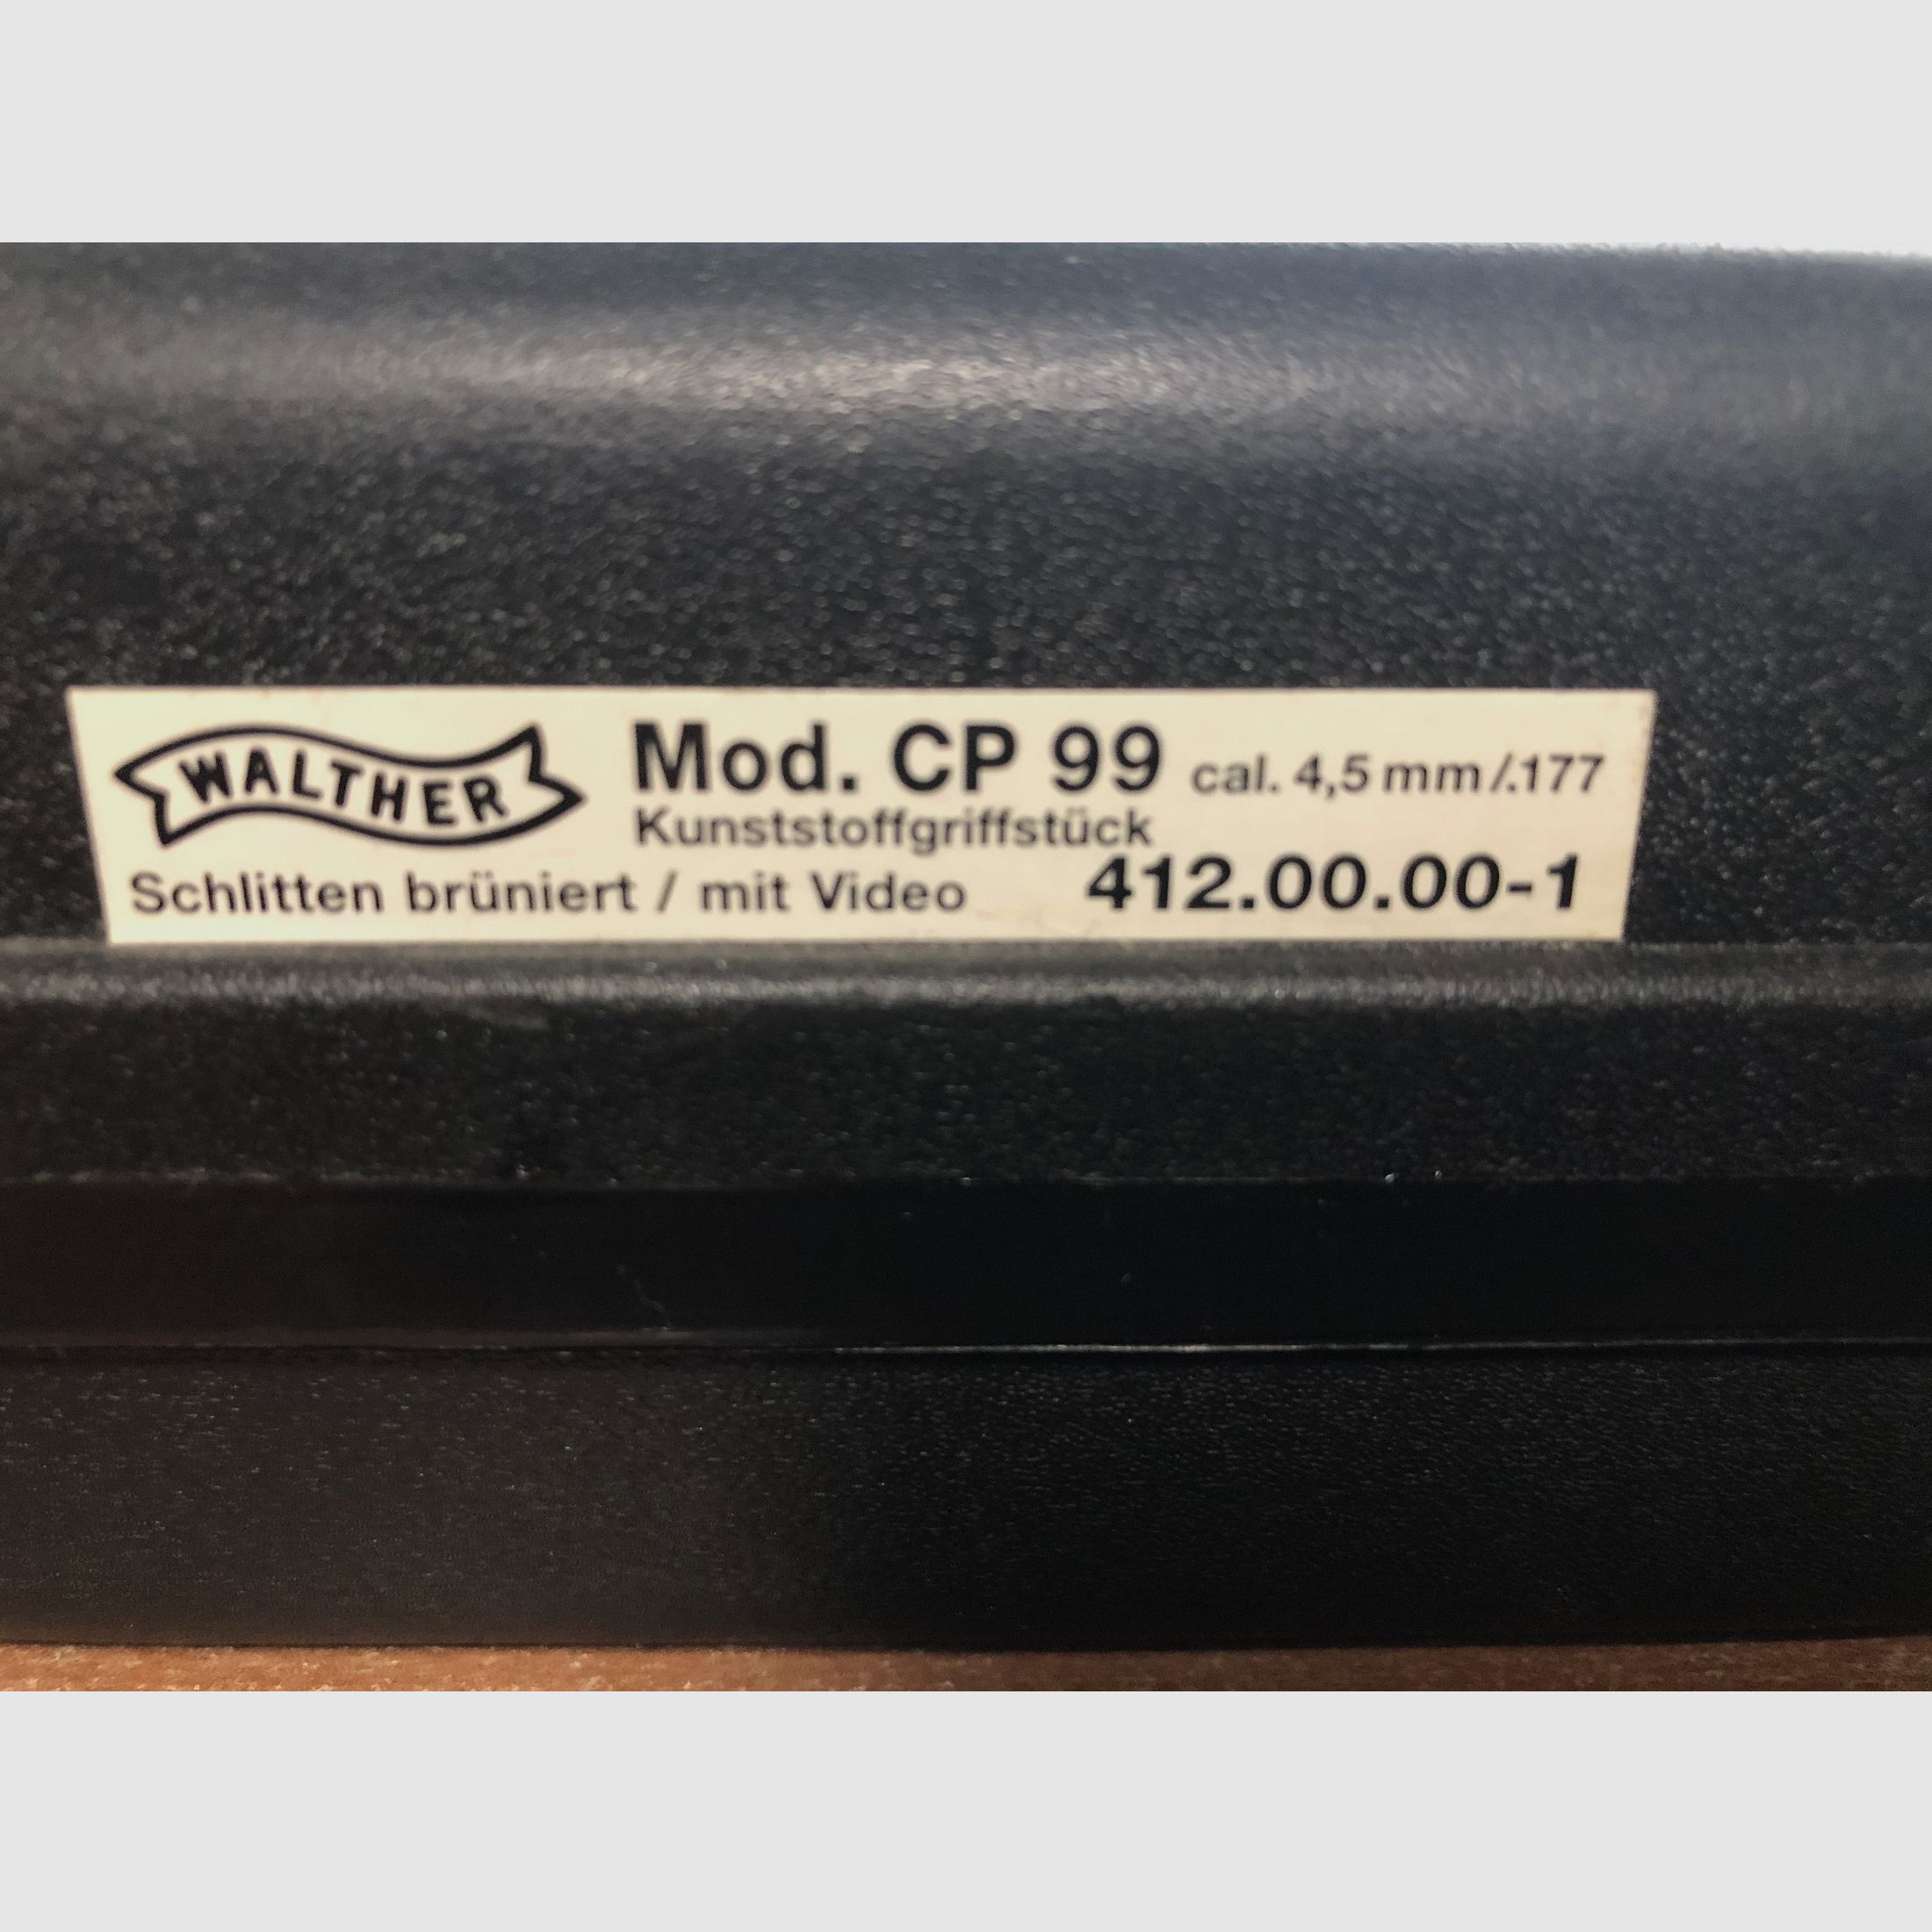 WALTHER
Mod. CP 99 cal. 4,5 mm/.177
Kunststoffgriffstück
Schlitten brüniert / mit Video 412.00.00-1